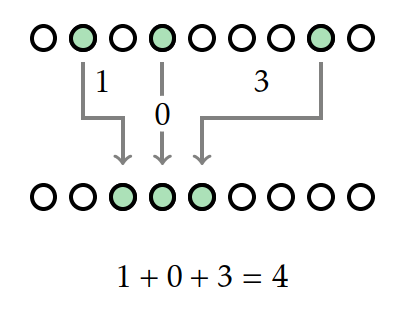 1 3
0
1 + 0 + 3 = 4